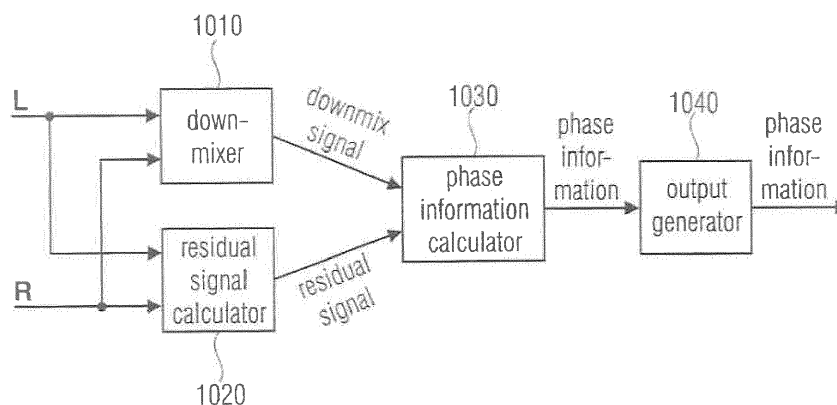 1010
L
down-
mixer
downmix
signal
1030
phase
information
calculator
phase
infor-
mation
1040
output
generator
phase
infor-
mation
R
residual
signal
calculator
residual
signal
1020